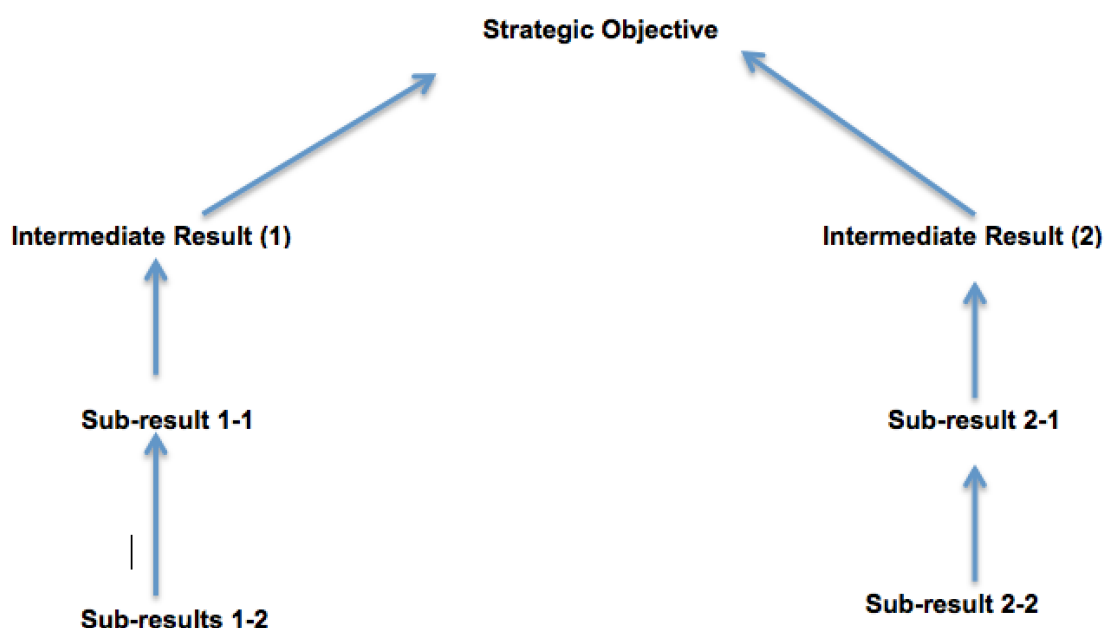 Strategic Objective
Intermediate Result (1)
Intermediate Result (2)
Sub-result 1-1
Sub-result 2-1
Sub-results 1-2
Sub-result 2-2